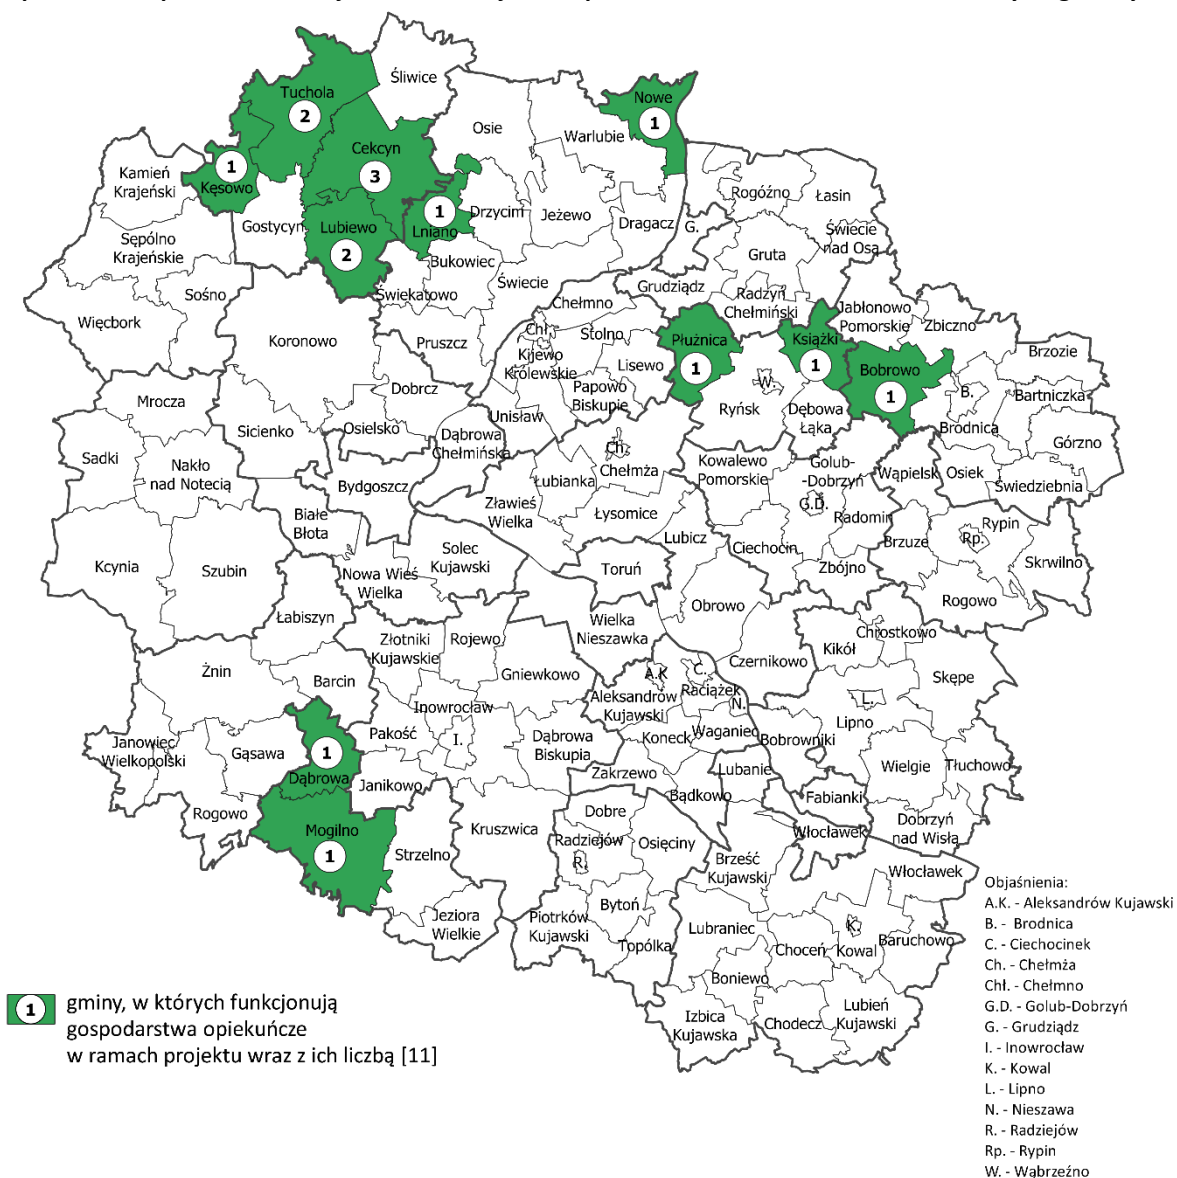 Śliwice
Tuchola
2
Nowe
1
Osie
Warlubie
Cekcyn
3
Kamień
Krajeński
1
Kęsowo
Rogóźno
Łasin
1
Lniano
Drzycim
Jeżewo
Dragacz
G.
Gostycyn
Lubiewo
2
Świecie
nad Osą
Sępólno
Krajeńskie
Gruta
Bukowiec
Świecie
Grudziądz
Radzyń
Chełmiński
Sośno
Świekatowo
Chełmno
Jabłonowo
Pomorskie
Zbiczno
Więcbork
Koronowo
Pruszcz
Chł.
Stolno
Płużnica
1
Książki
1
Kijewo
Królewskie
Lisewo
Brzozie
Bobrowo
1
W.
B.
Bartniczka
Dobrcz
Papowo
Biskupie
Mrocza
Unisław
Ryńsk
Dębowa
Łąka
Brodnica
Górzno
Sicienko
Osielsko
Dąbrowa
Chełmińska
Ch.
Chełmża
Sadki
Nakło
nad Notecią
Kowalewo
Pomorskie
Golub-
-Dobrzyń
Wąpielsk
Osiek
Świedziebnia
Bydgoszcz
Łubianka
G.D.
Zławieś
Wielka
Łysomice
Radomin
Rypin
Białe
Błota
Lubicz
Rp.
Ciechocin
Brzuze
Solec
Kujawski
Kcynia
Szubin
Nowa Wieś
Wielka
Toruń
Zbójno
Skrwilno
Obrowo
Rogowo
Łabiszyn
Wielka
Nieszawka
Złotniki
Kujawskie
Rojewo
Chrostkowo
Kikół
Czernikowo
Żnin
Barcin
Gniewkowo
A.K
C.
Raciążek
Skępe
Aleksandrów
Kujawski
N.
L.
Inowrocław
Lipno
Pakość
I.
Dąbrowa
Biskupia
Koneck
Waganiec
Bobrowniki
Janowiec
Wielkopolski
Gąsawa
1
Dąbrowa
Janikowo
Zakrzewo
Lubanie
Wielgie
Tłuchowo
Bądkowo
Fabianki
Rogowo
Dobre
Dobrzyń
nad Wisłą
Mogilno
1
Kruszwica
Włocławek
Radziejów
R.
Osięciny
Strzelno
Brześć
Kujawski
Włocławek
Bytoń
Jeziora
Wielkie
Piotrków
Kujawski
Topólka
Lubraniec
K.
Kowal
Baruchowo
Choceń
Boniewo
Izbica
Kujawska
Chodecz
Lubień
Kujawski
1
gminy, w których funkcjonują
gospodarstwa opiekuńcze
w ramach projektu wraz z ich liczbą [11]
Objaśnienia:
A.K. - Aleksandrów Kujawski
B. - Brodnica
C. - Ciechocinek
Ch. - Chełmża
Chł. - Chełmno
G.D. - Golub-Dobrzyń
G. - Grudziądz
I. - Inowrocław
K. - Kowal
L. - Lipno
N. - Nieszawa
R. - Radziejów
Rp. - Rypin
W. - Wąbrzeźno